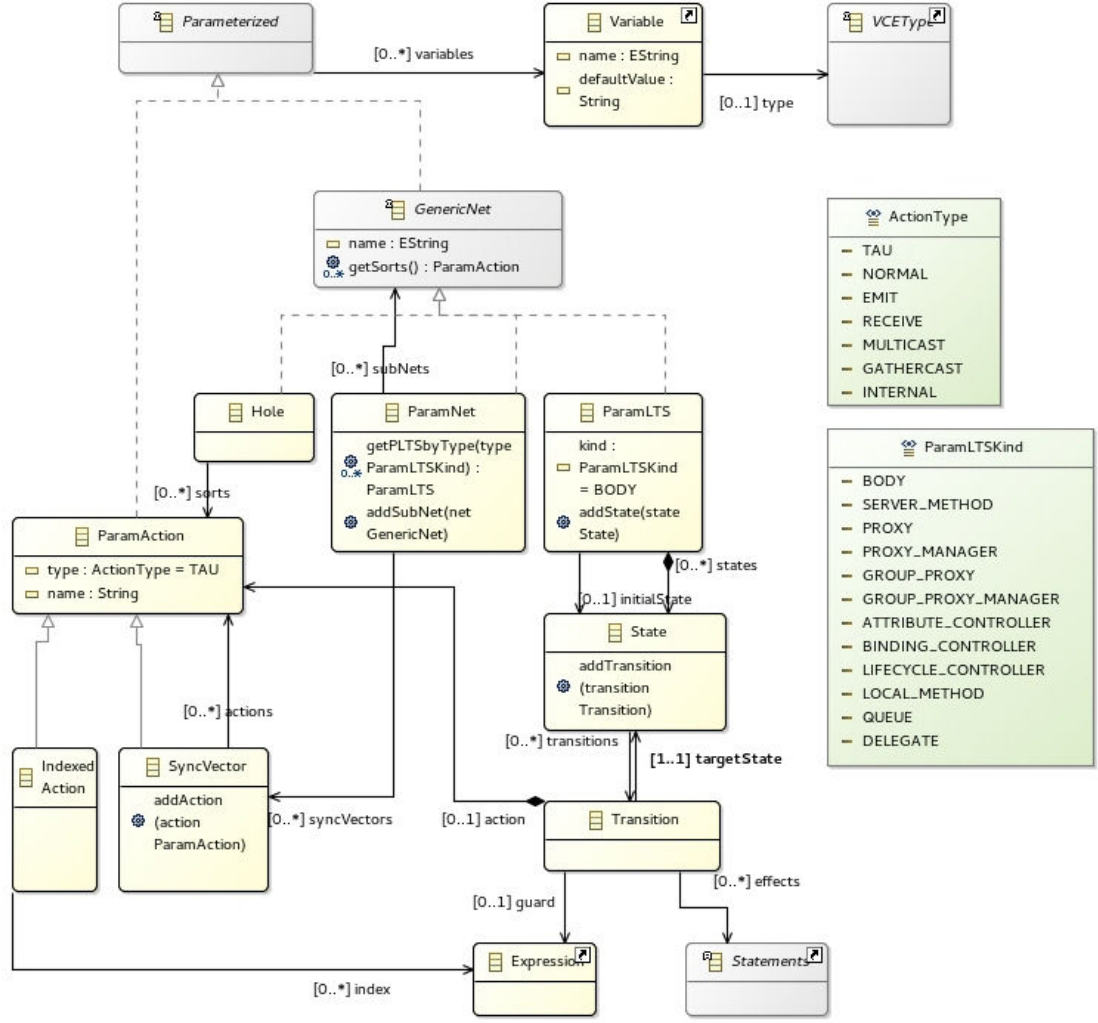 Parameterized
[0..*] variables
Variable
name : EString
defaultValue :
String
VCEType
[0..1] type
GenericNet
name : EString
0..*
getSorts() : ParamAction
ActionType
TAU
NORMAL
EMIT
RECEIVE
MULTICAST
GATHERCAST
INTERNAL
[0..*] subNets
Hole
ParamNet
getPLTSbyType(type
ParamLTSKind) :
0..*
ParamLTS
addSubNet(net
GenericNet)
ParamLTS
kind :
ParamLTSKind
= BODY
addState(state
State)
ParamLTSKind
BODY
SERVER_METHOD
PROXY
PROXY_MANAGER
GROUP_PROXY
GROUP_PROXY_MANAGER
ATTRIBUTE_CONTROLLER
BINDING_CONTROLLER
LIFECYCLE_CONTROLLER
LOCAL_METHOD
QUEUE
DELEGATE
[0..*] sorts
ParamAction
type : ActionType = TAU
name : String
[0..*] states
[0..1] initialState
State
addTransition
(transition
Transition)
[0..*] actions
[0..*] transitions
[1..1] targetState
Indexed
Action
SyncVector
addAction
(action
ParamAction)
[0..*] syncVectors
[0..1] action
Transition
[0..1] guard
[0..*] effects
Expression
Statements
[0..*] index